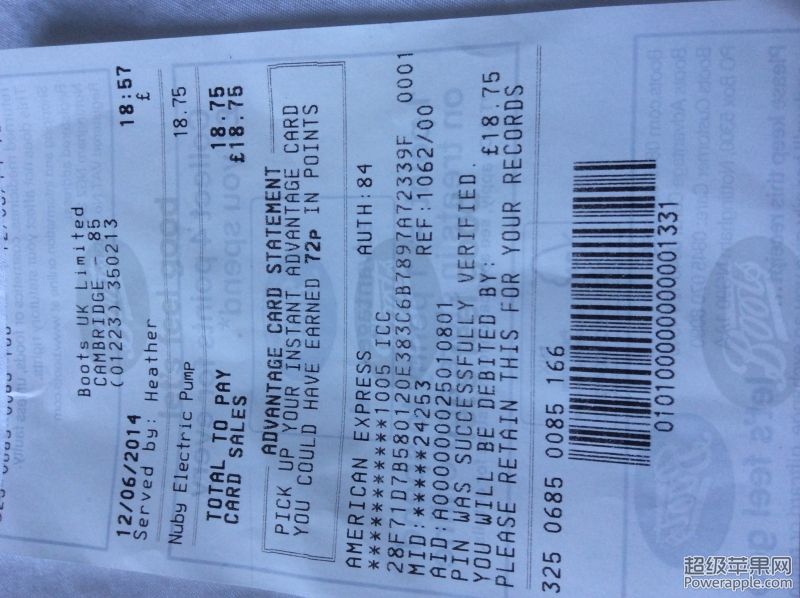 Boots UK Limited
CAMBRIDGE - 85
(01223) 350213
12/06/2014 18:57
Served by: Heather £
Nuby Electric Pump 18.75
TOTAL TO PAY 18.75
CARD SALES £18.75
ADVANTAGE CARD STATEMENT
PICK UP YOUR INSTANT ADVANTAGE CARD
YOU COULD HAVE EARNED 72p IN POINTS
AMERICAN EXPRESS AUTH:84
***********1005 ICC
28F71D7B580120E383C6B7897A72339F 0001
MID:*****24253 REF:1062/00
AID:A000000025010801
PIN WAS SUCCESSFULLY VERIFIED.
YOU WILL BE DEBITED BY: £18.75
PLEASE RETAIN THIS FOR YOUR RECORDS
325 0685 0085 166
0101000000000001331
超级苹果网
Powerapple.com